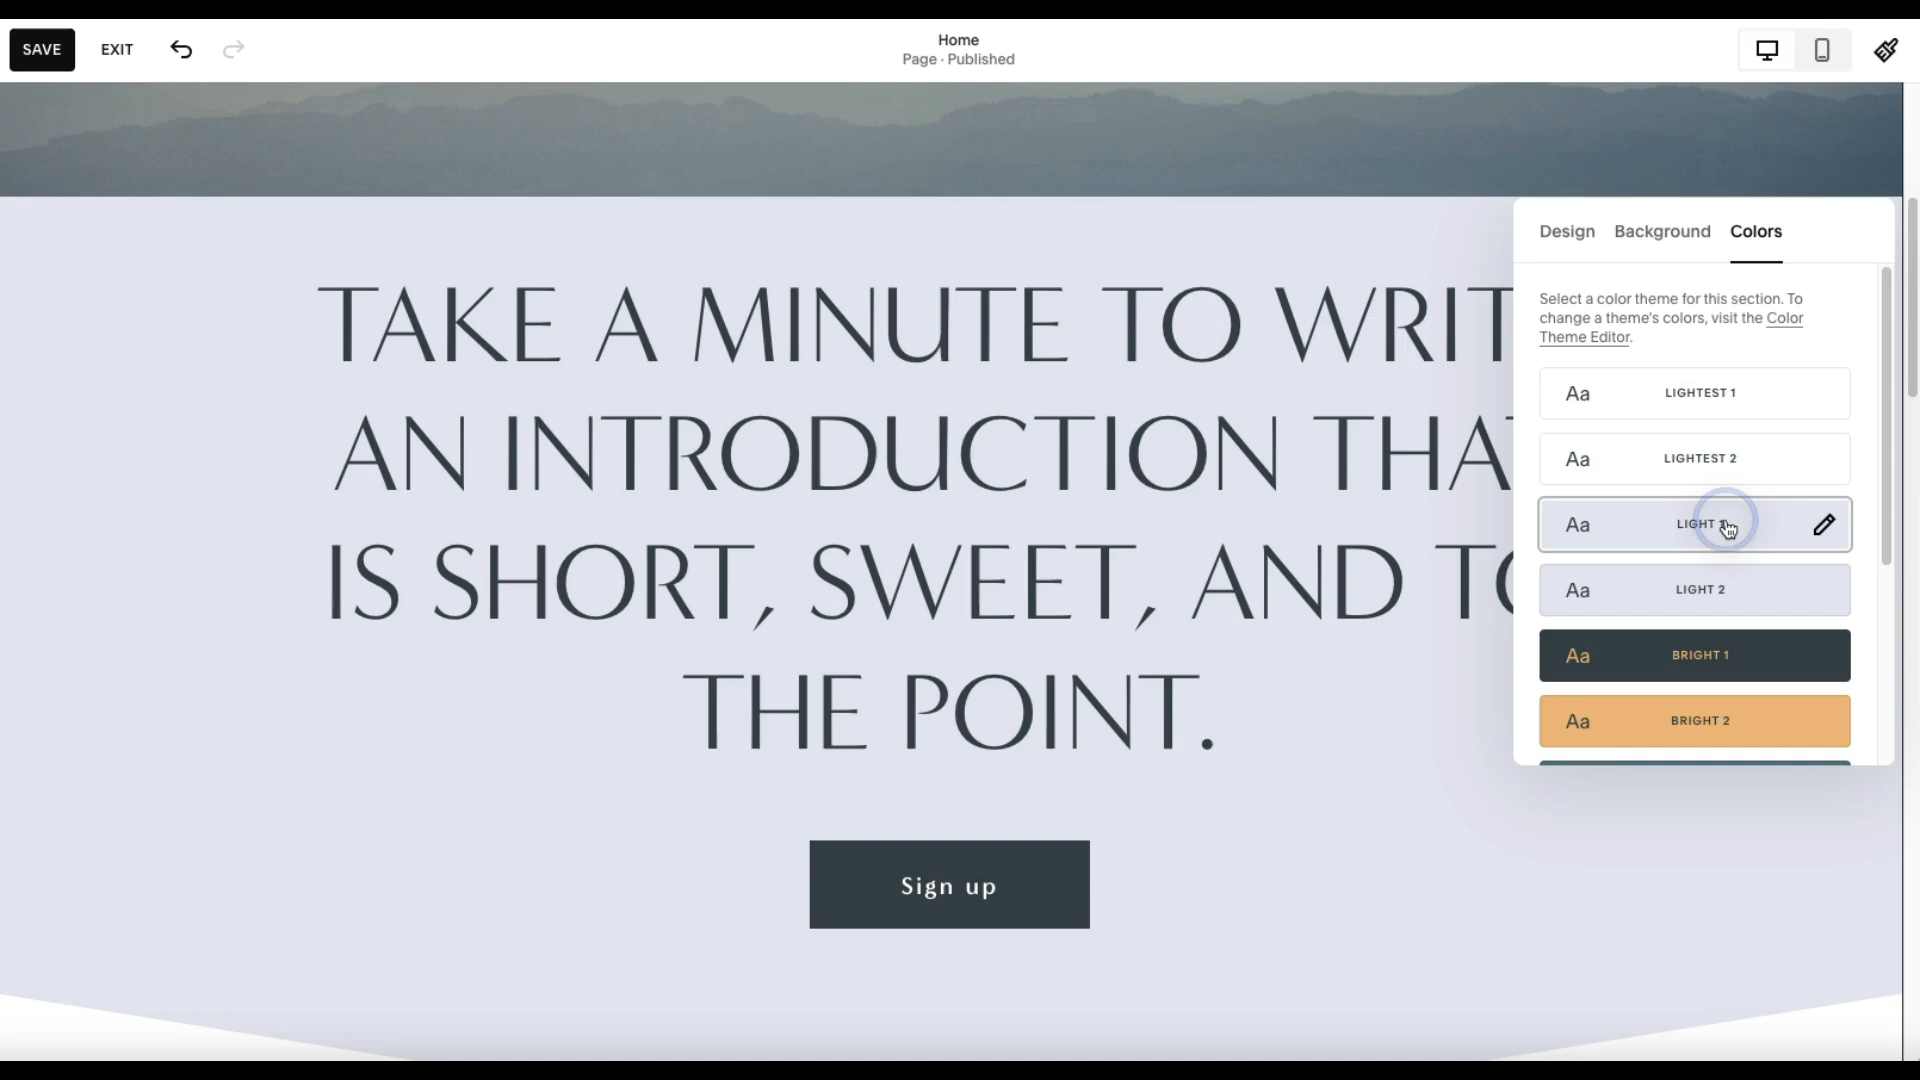 SAVE
EXIT
Home
Page · Published
Design
Background
Colors
Select a color theme for this section. To
change a theme's colors, visit the Color
Theme Editor.
Aa LIGHTEST 1
Aa LIGHTEST 2
Aa LIGHT
Aa LIGHT 2
Aa BRIGHT 1
Aa BRIGHT 2
TAKE A MINUTE TO WRIT
AN INTRODUCTION THA
IS SHORT, SWEET, AND TO
THE POINT.
Sign up